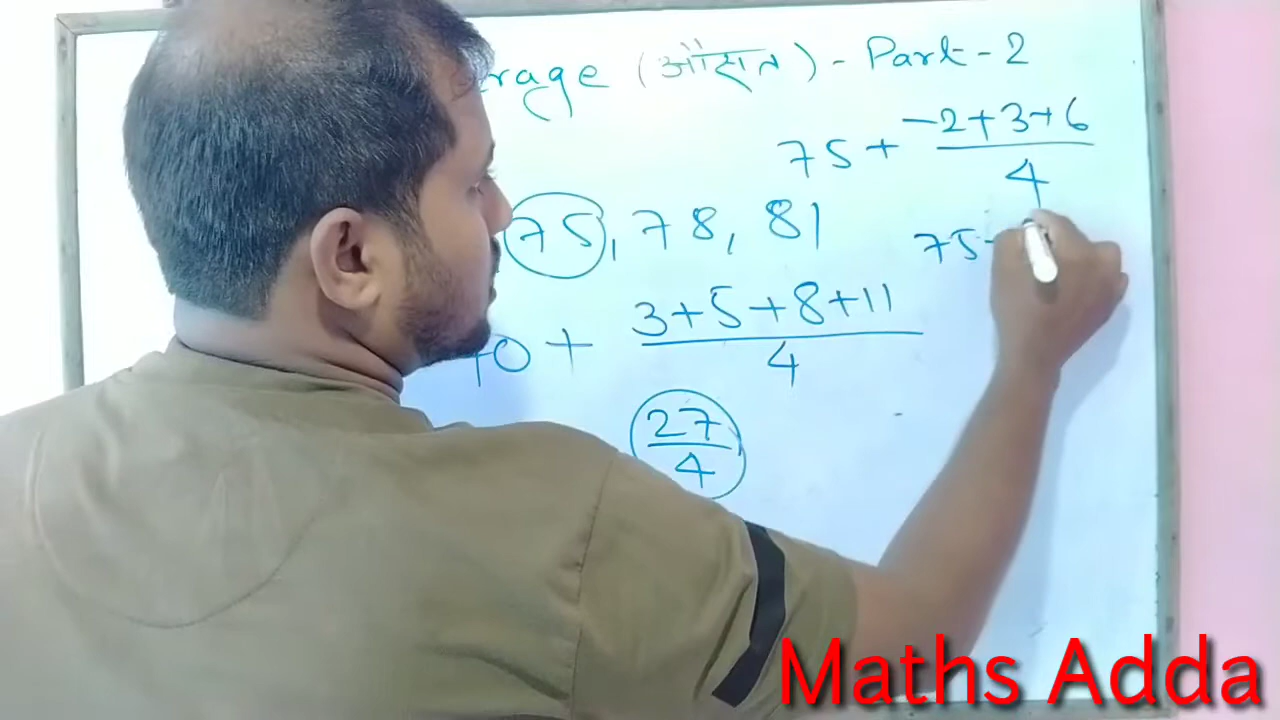 rage (औसत) - Part - 2
75 + -2+3+6
4
75, 78, 81
75
3+5+8+11
0 +
4
27
4
Maths Adda